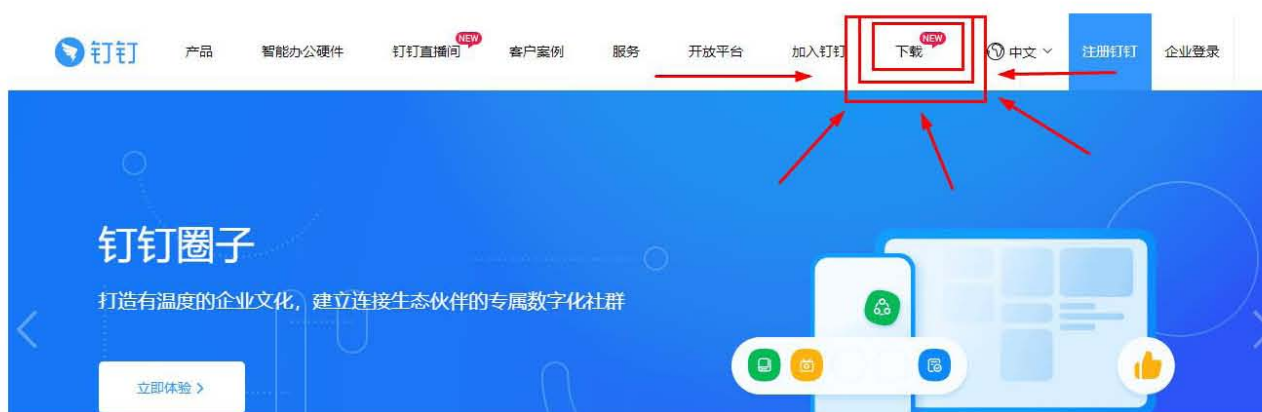 钉钉 产品 智能办公硬件 钉钉直播间 NEW 客户案例 服务 开放平台 加入钉钉 下载 NEW 中文 注册钉钉 企业登录
钉钉圈子
打造有温度的企业文化，建立连接生态伙伴的专属数字化社群
立即体验 >